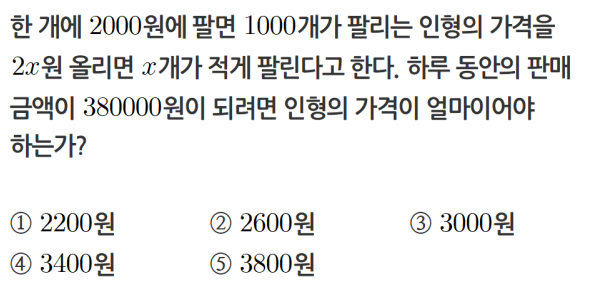 한 개에 2000원에 팔면 1000개가 팔리는 인형의 가격을
2x원 올리면 x개가 적게 팔린다고 한다. 하루 동안의 판매
금액이 380000원이 되려면 인형의 가격이 얼마이어야
하는가?
① 2200원 ② 2600원 ③ 3000원
④ 3400원 ⑤ 3800원